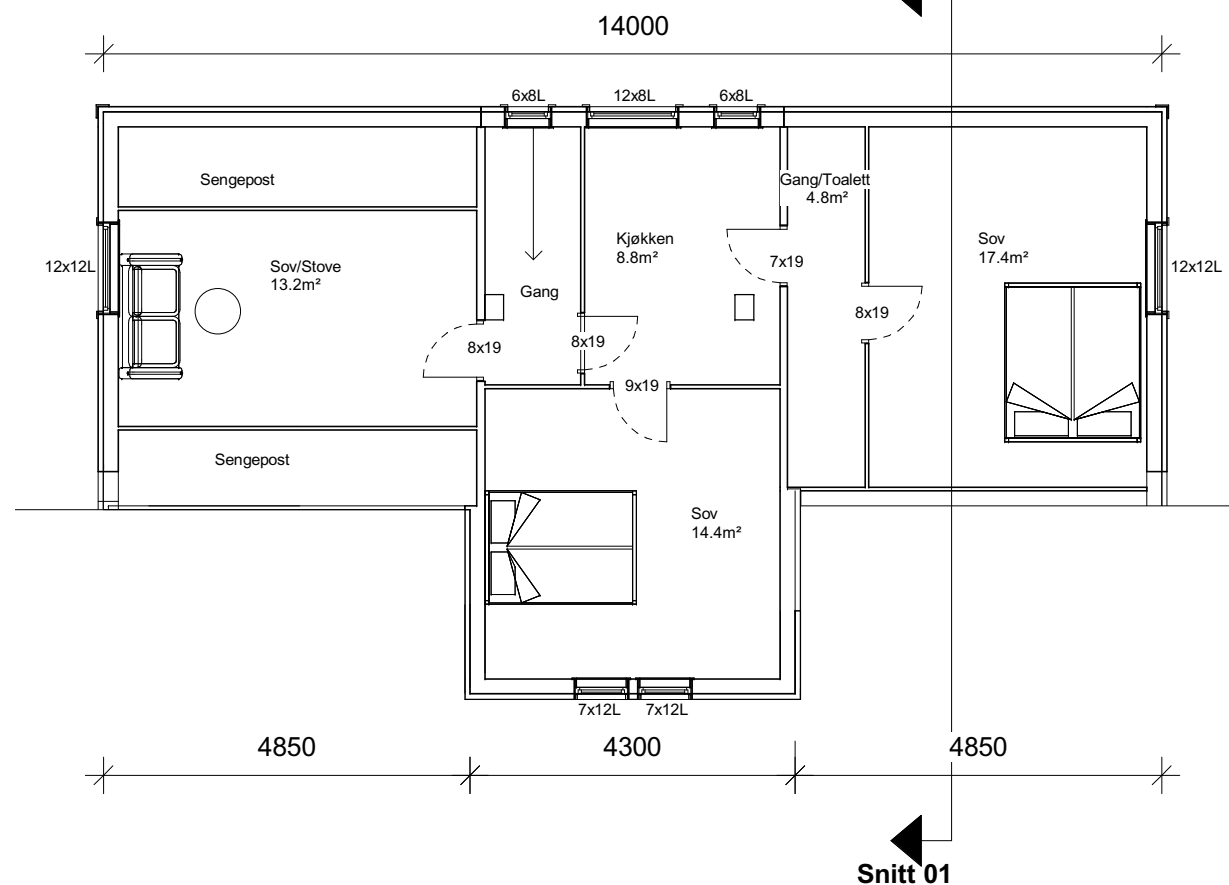 14000
6x8L
12x8L
6x8L
Sengepost
Gang/Toalett
4.8m²
Kjøkken
8.8m²
Sov
17.4m²
12x12L
Sov/Stove
13.2m²
7x19
12x12L
Gang
8x19
8x19
8x19
9x19
Sengepost
Sov
14.4m²
7x12L
7x12L
4850
4300
4850
Snitt 01